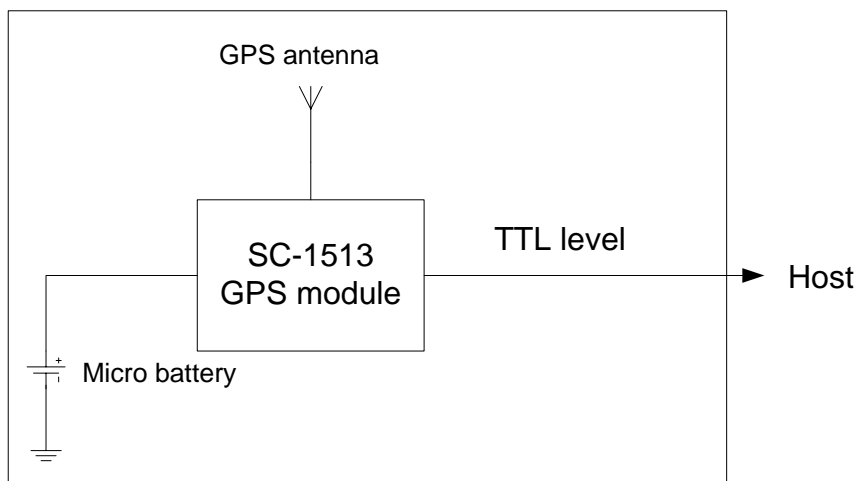 GPS antenna
SC-1513
GPS module
TTL level
Host
+
-
Micro battery